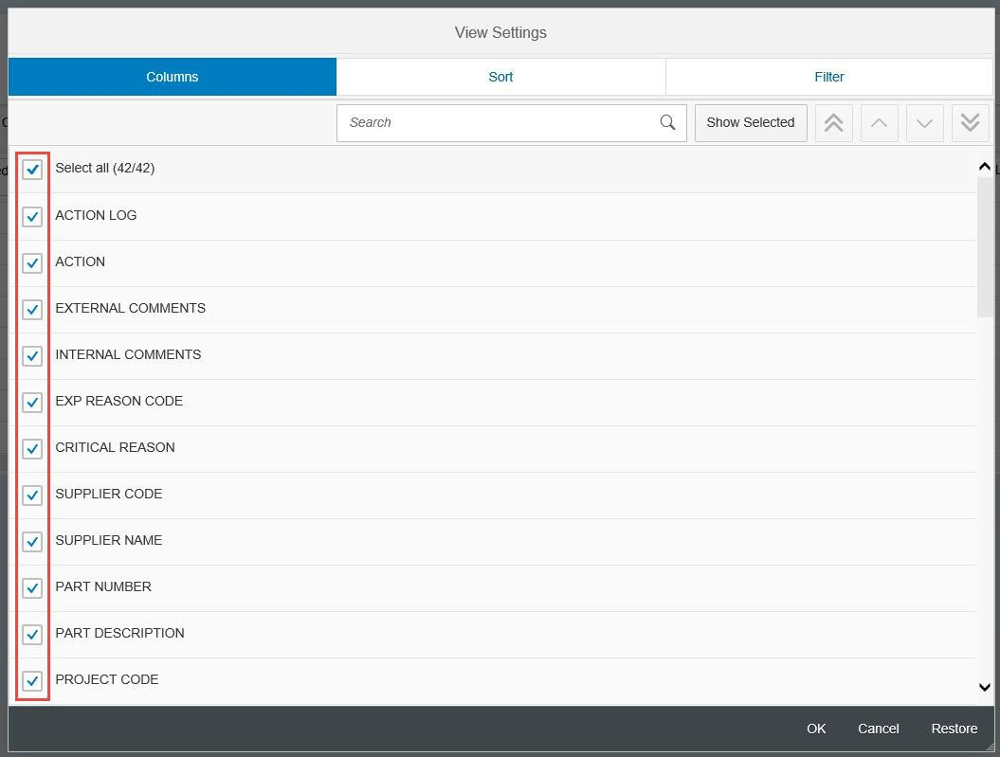 View Settings
Columns Sort Filter
Search Show Selected
Select all (42/42)
ACTION LOG
ACTION
EXTERNAL COMMENTS
INTERNAL COMMENTS
EXP REASON CODE
CRITICAL REASON
SUPPLIER CODE
SUPPLIER NAME
PART NUMBER
PART DESCRIPTION
PROJECT CODE
OK Cancel Restore